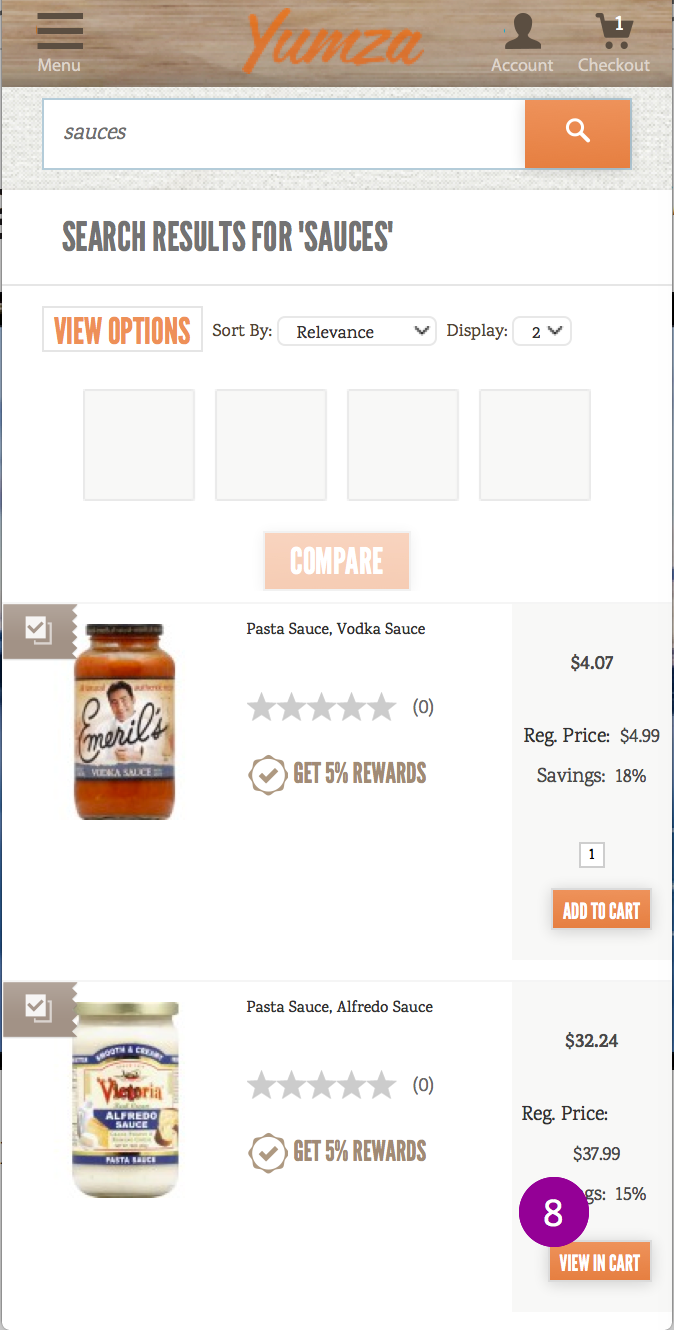 Yumza
1
Menu
Account
Checkout
sauces
SEARCH RESULTS FOR 'SAUCES'
VIEW OPTIONS Sort By: Relevance Display: 2
COMPARE
Pasta Sauce, Vodka Sauce
$4.07
(0)
Reg. Price: $4.99
GET 5% REWARDS
Savings: 18%
Emeril's
VODKA SAUCE
1
ADD TO CART
Pasta Sauce, Alfredo Sauce
$32.24
(0)
Reg. Price:
$37.99
GET 5% REWARDS
gs: 15%
SMOOTH & CREAMY
Victoria
ALFREDO
SAUCE
PASTA SAUCE
8
VIEW IN CART